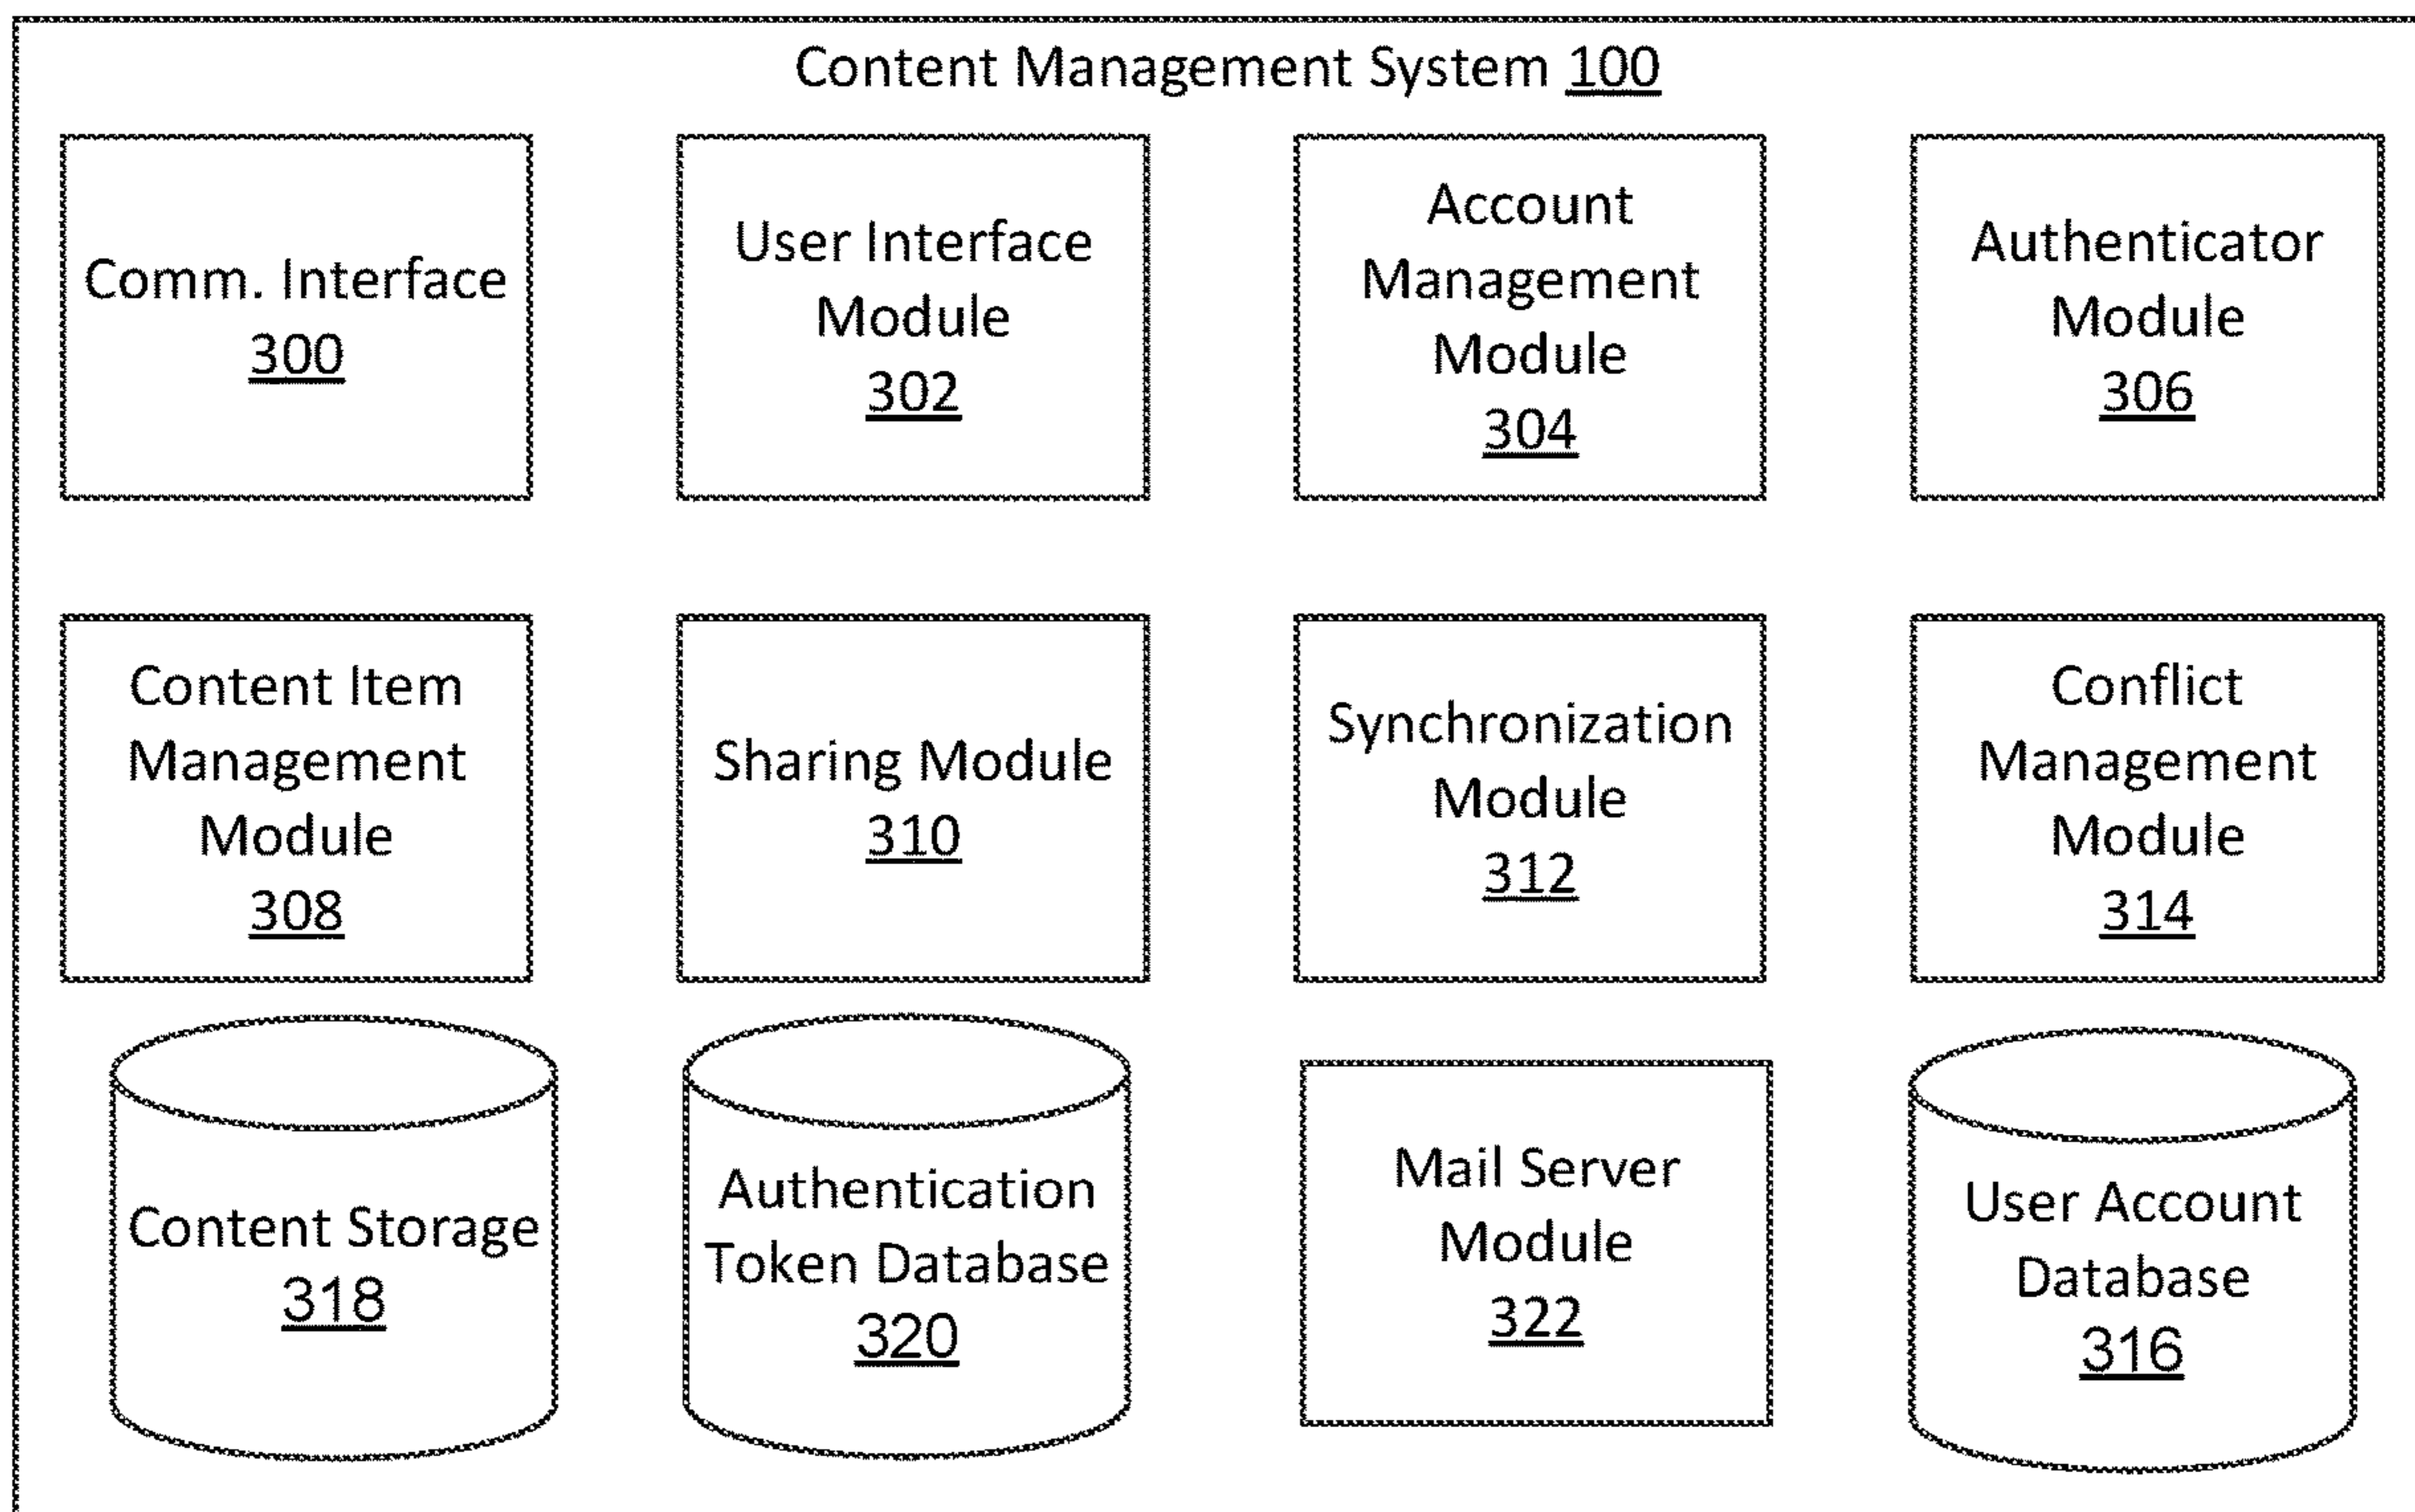 Content Management System 100
Comm. Interface
300
User Interface
Module
302
Account
Management
Module
304
Authenticator
Module
306
Content Item
Management
Module
308
Sharing Module
310
Synchronization
Module
312
Conflict
Management
Module
314
Content Storage
318
Authentication
Token Database
320
Mail Server
Module
322
User Account
Database
316